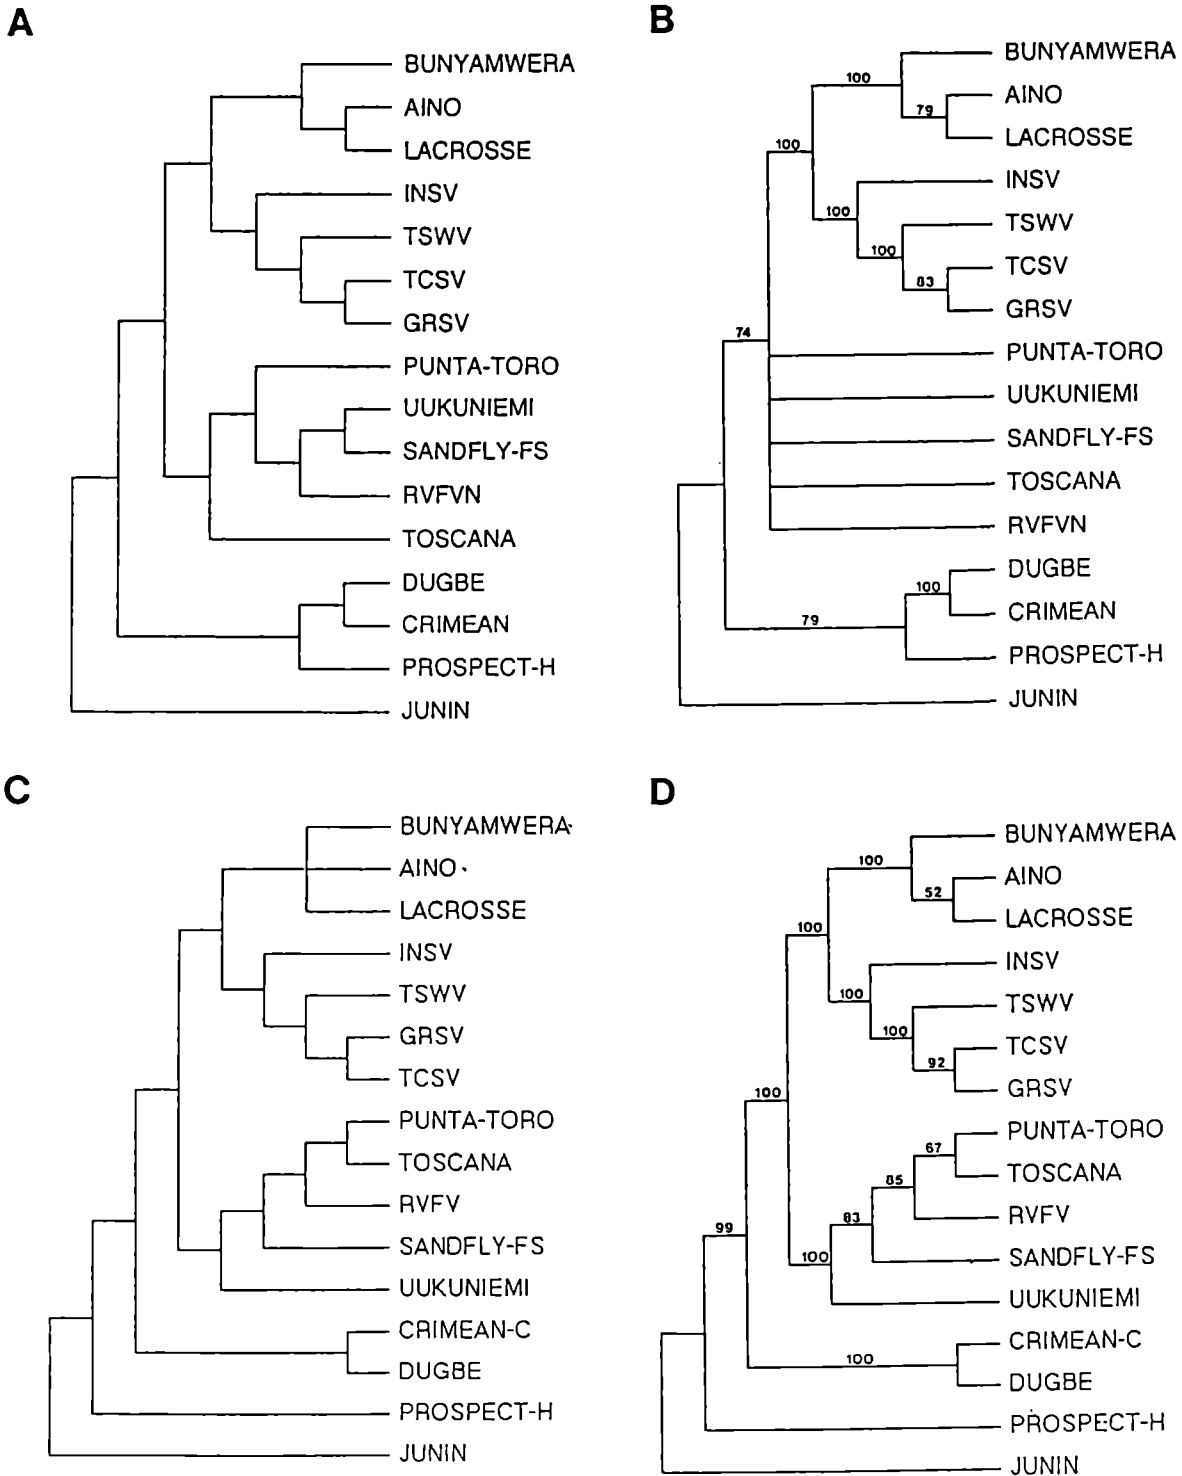 A
BUNYAMWERA
AINO
LACROSSE
INSV
TSWV
TCSV
GRSV
PUNTA-TORO
UUKUNIEMI
SANDFLY-FS
RVFVN
TOSCANA
DUGBE
CRIMEAN
PROSPECT-H
JUNIN
B
BUNYAMWERA
100
AINO
79
LACROSSE
100
INSV
100
TSWV
100
TCSV
83
GRSV
74
PUNTA-TORO
UUKUNIEMI
SANDFLY-FS
TOSCANA
RVFVN
DUGBE
100
CRIMEAN
79
PROSPECT-H
JUNIN
C
BUNYAMWERA
AINO
LACROSSE
INSV
TSWV
GRSV
TCSV
PUNTA-TORO
TOSCANA
RVFV
SANDFLY-FS
UUKUNIEMI
CRIMEAN-C
DUGBE
PROSPECT-H
JUNIN
D
BUNYAMWERA
100
AINO
52
LACROSSE
100
INSV
100
TSWV
100
TCSV
92
GRSV
100
PUNTA-TORO
67
TOSCANA
85
RVFV
83
99
SANDFLY-FS
100
UUKUNIEMI
CRIMEAN-C
100
DUGBE
PROSPECT-H
JUNIN